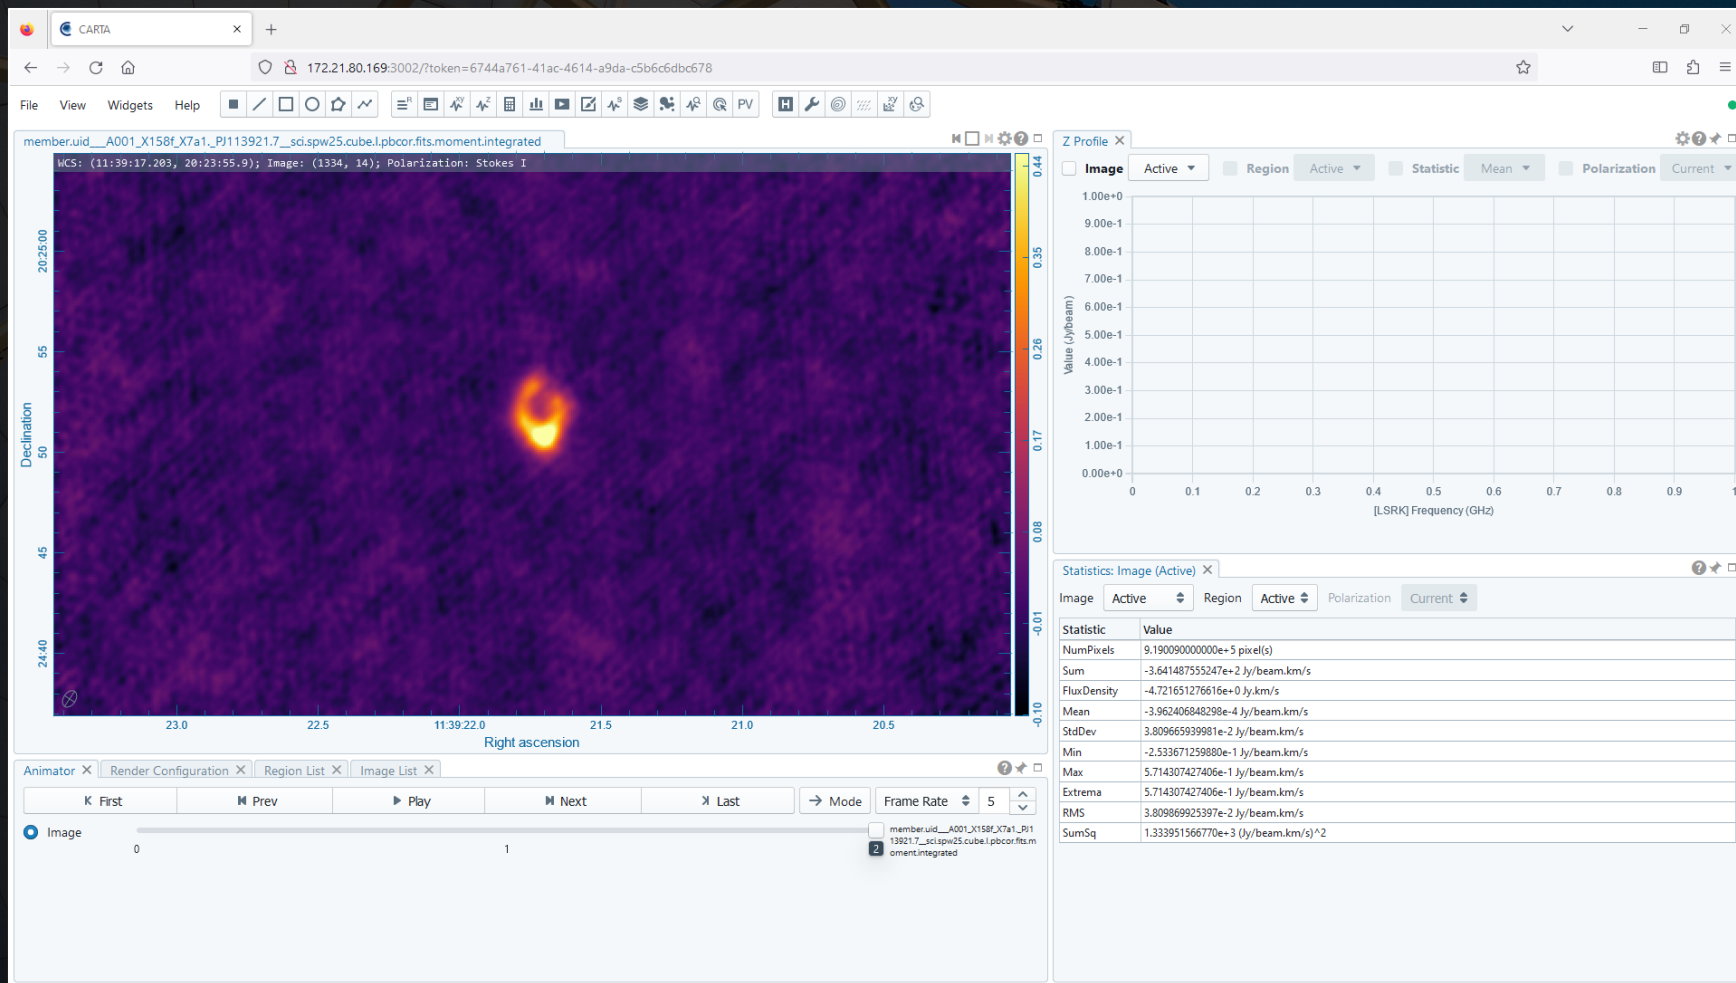 CARTA
172.21.80.169:3002/?token=6744a761-41ac-4614-a9da-c5b6c6dbc678
File View Widgets Help
PV
member.uid___A001_X158f_X7a1._PJ113921.7__sci.spw25.cube.I.pbcor.fits.moment.integrated
WCS: (11:39:17.203, 20:23:55.9); Image: (1334, 14); Polarization: Stokes I
20:25:00
55
50
45
24:40
Declination
23.0 22.5 11:39:22.0 21.5 21.0 20.5
Right ascension
0.44
0.35
0.26
0.17
0.08
-0.01
-0.10
Z Profile
Image Active Region Active Statistic Mean Polarization Current
1.00e+0
9.00e-1
8.00e-1
7.00e-1
6.00e-1
5.00e-1
4.00e-1
3.00e-1
2.00e-1
1.00e-1
0.00e+0
Value (Jy/beam)
0 0.1 0.2 0.3 0.4 0.5 0.6 0.7 0.8 0.9 1
[LSRK] Frequency (GHz)
Statistics: Image (Active)
Image Active Region Active Polarization Current
Statistic Value
NumPixels 9.190090000000e+5 pixel(s)
Sum -3.641487555247e+2 Jy/beam.km/s
FluxDensity -4.721651276616e+0 Jy.km/s
Mean -3.962406848298e-4 Jy/beam.km/s
StdDev 3.809665939981e-2 Jy/beam.km/s
Min -2.533671259880e-1 Jy/beam.km/s
Max 5.714307427406e-1 Jy/beam.km/s
Extrema 5.714307427406e-1 Jy/beam.km/s
RMS 3.809869925397e-2 Jy/beam.km/s
SumSq 1.333951566770e+3 (Jy/beam.km/s)^2
Animator Render Configuration Region List Image List
First Prev Play Next Last Mode Frame Rate 5
Image
0 1 2
member.uid___A001_X158f_X7a1._PJ1
13921.7__sci.spw25.cube.I.pbcor.fits.m
oment.integrated